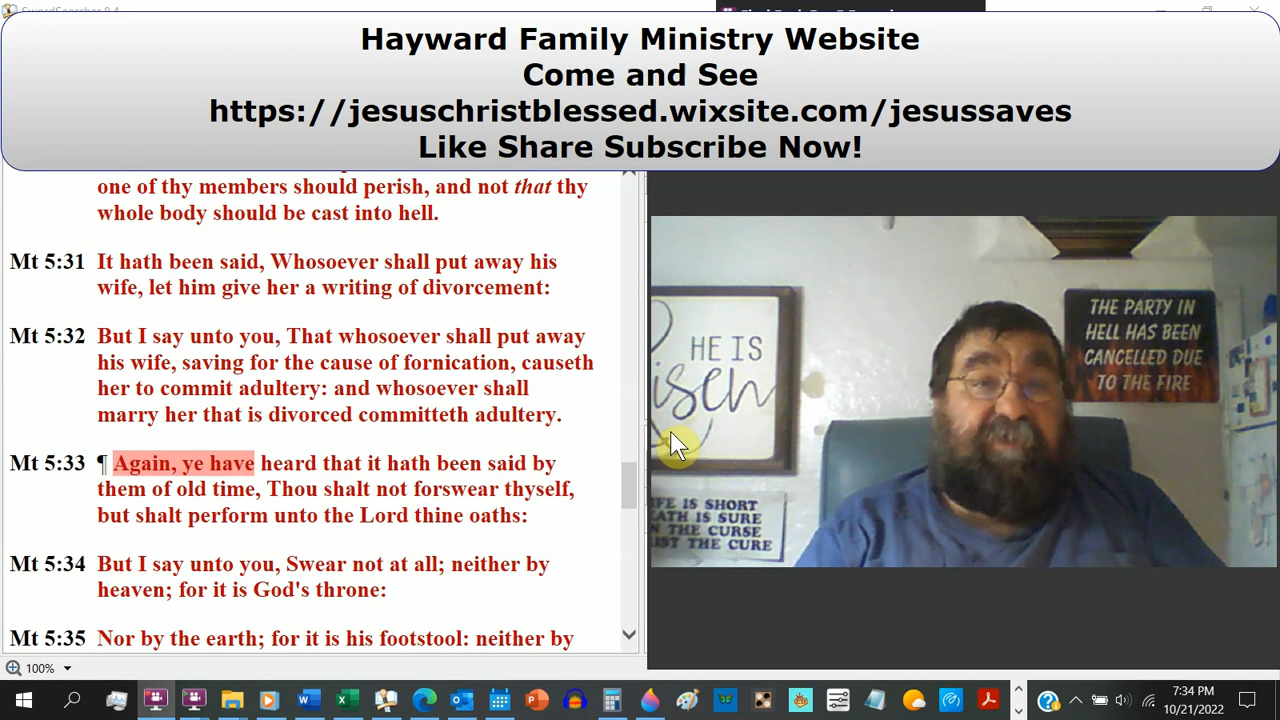 Hayward Family Ministry Website
Come and See
https://jesuschristblessed.wixsite.com/jesussaves
Like Share Subscribe Now!
one of thy members should perish, and not that thy
whole body should be cast into hell.
Mt 5:31 It hath been said, Whosoever shall put away his
wife, let him give her a writing of divorcement:
Mt 5:32 But I say unto you, That whosoever shall put away
his wife, saving for the cause of fornication, causeth
her to commit adultery: and whosoever shall
marry her that is divorced committeth adultery.
Mt 5:33 ¶ Again, ye have heard that it hath been said by
them of old time, Thou shalt not forswear thyself,
but shalt perform unto the Lord thine oaths:
Mt 5:34 But I say unto you, Swear not at all; neither by
heaven; for it is God's throne:
Mt 5:35 Nor by the earth; for it is his footstool: neither by
100%
HE IS
isen
THE PARTY IN
HELL HAS BEEN
CANCELLED DUE
TO THE FIRE
IS SHORT
IS SURE
THE CURSE
THE CURE
7:34 PM
10/21/2022